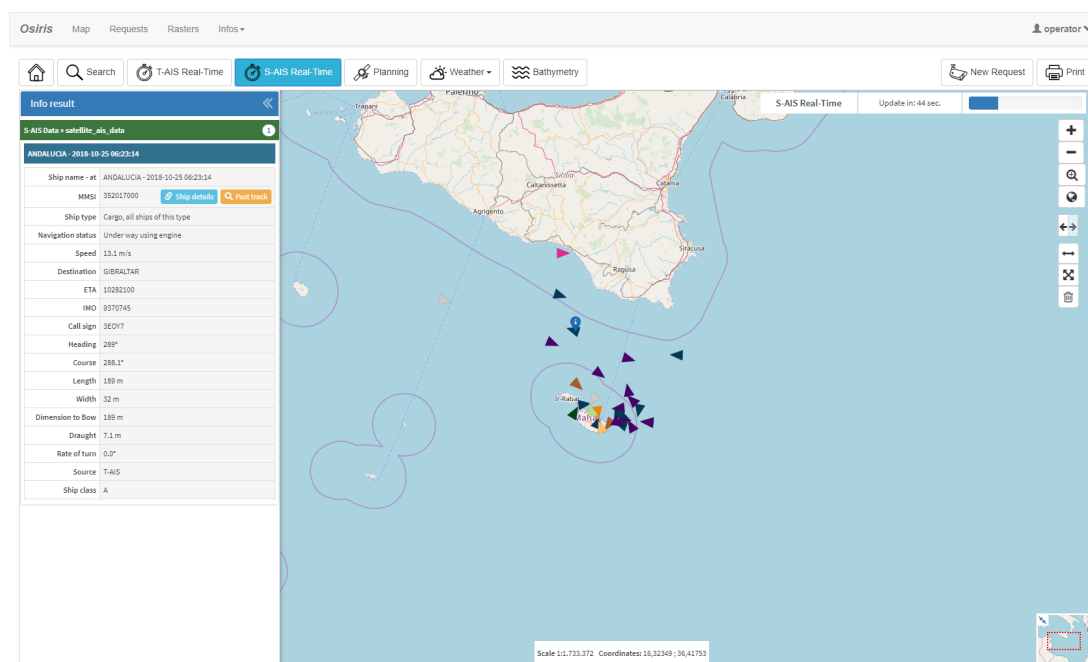 Osiris Map Requests Rasters Infos operator
Search T-AIS Real-Time S-AIS Real-Time Planning Weather Bathymetry New Request Print
Info result
S-AIS Data » satellite_ais_data 1
ANDALUCIA - 2018-10-25 06:23:14
Ship name - at ANDALUCIA - 2018-10-25 06:23:14
MMSI 352017000 Ship details Past track
Ship type Cargo, all ships of this type
Navigation status Under way using engine
Speed 13.1 m/s
Destination GIBRALTAR
ETA 10282100
IMO 9370745
Call sign 3EOY7
Heading 289°
Course 288.1°
Length 189 m
Width 32 m
Dimension to Bow 189 m
Draught 7.1 m
Rate of turn 0.0°
Source T-AIS
Ship class A
S-AIS Real-Time Update in: 44 sec.
Palermo
Trapani
Calabria
Sicilia
Caltanissetta
Catania
Agrigento
Siracusa
Ragusa
Ir-Rabat
Malta
Scale 1:1.733.372 Coordinates: 16,32349 ; 36,41753